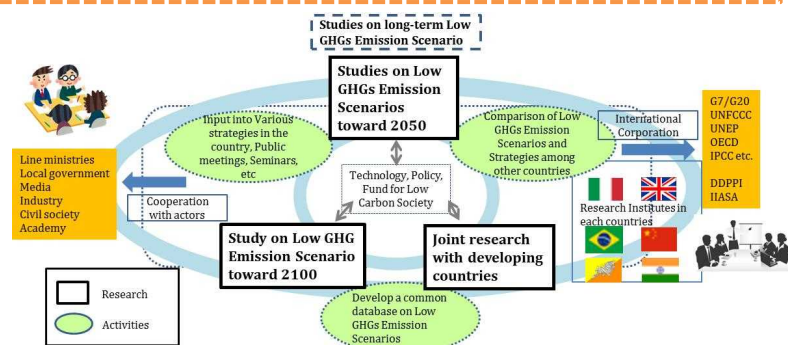 Studies on long-term Low
GHGs Emission Scenario
Studies on Low
GHGs Emission
Scenarios
toward 2050
Input into Various
strategies in the
country, Public
meetings, Seminars,
etc
Comparison of Low
GHGs Emission
Scenarios and
Strategies among
other countries
International
Corporation
G7/G20
UNFCCC
UNEP
OECD
IPCC etc.
DDPPI
IIASA
Line ministries
Local government
Media
Industry
Civil society
Academy
Cooperation
with actors
Technology, Policy,
Fund for Low
Carbon Society
Research Institutes in
each countries
Study on Low GHG
Emission Scenario
toward 2100
Joint research
with developing
countries
Develop a common
database on Low
GHGs Emission
Scenarios
Research
Activities